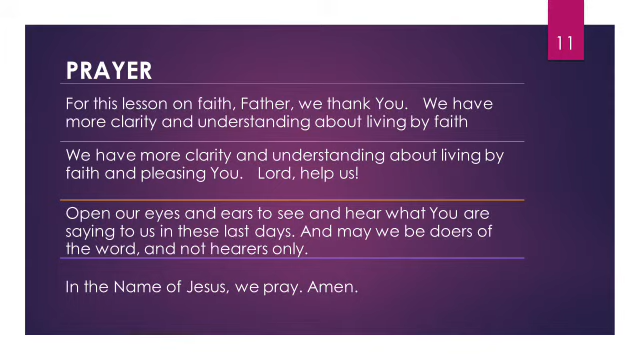 11
PRAYER
For this lesson on faith, Father, we thank You. We have
more clarity and understanding about living by faith
We have more clarity and understanding about living by
faith and pleasing You. Lord, help us!
Open our eyes and ears to see and hear what You are
saying to us in these last days. And may we be doers of
the word, and not hearers only.
In the Name of Jesus, we pray. Amen.